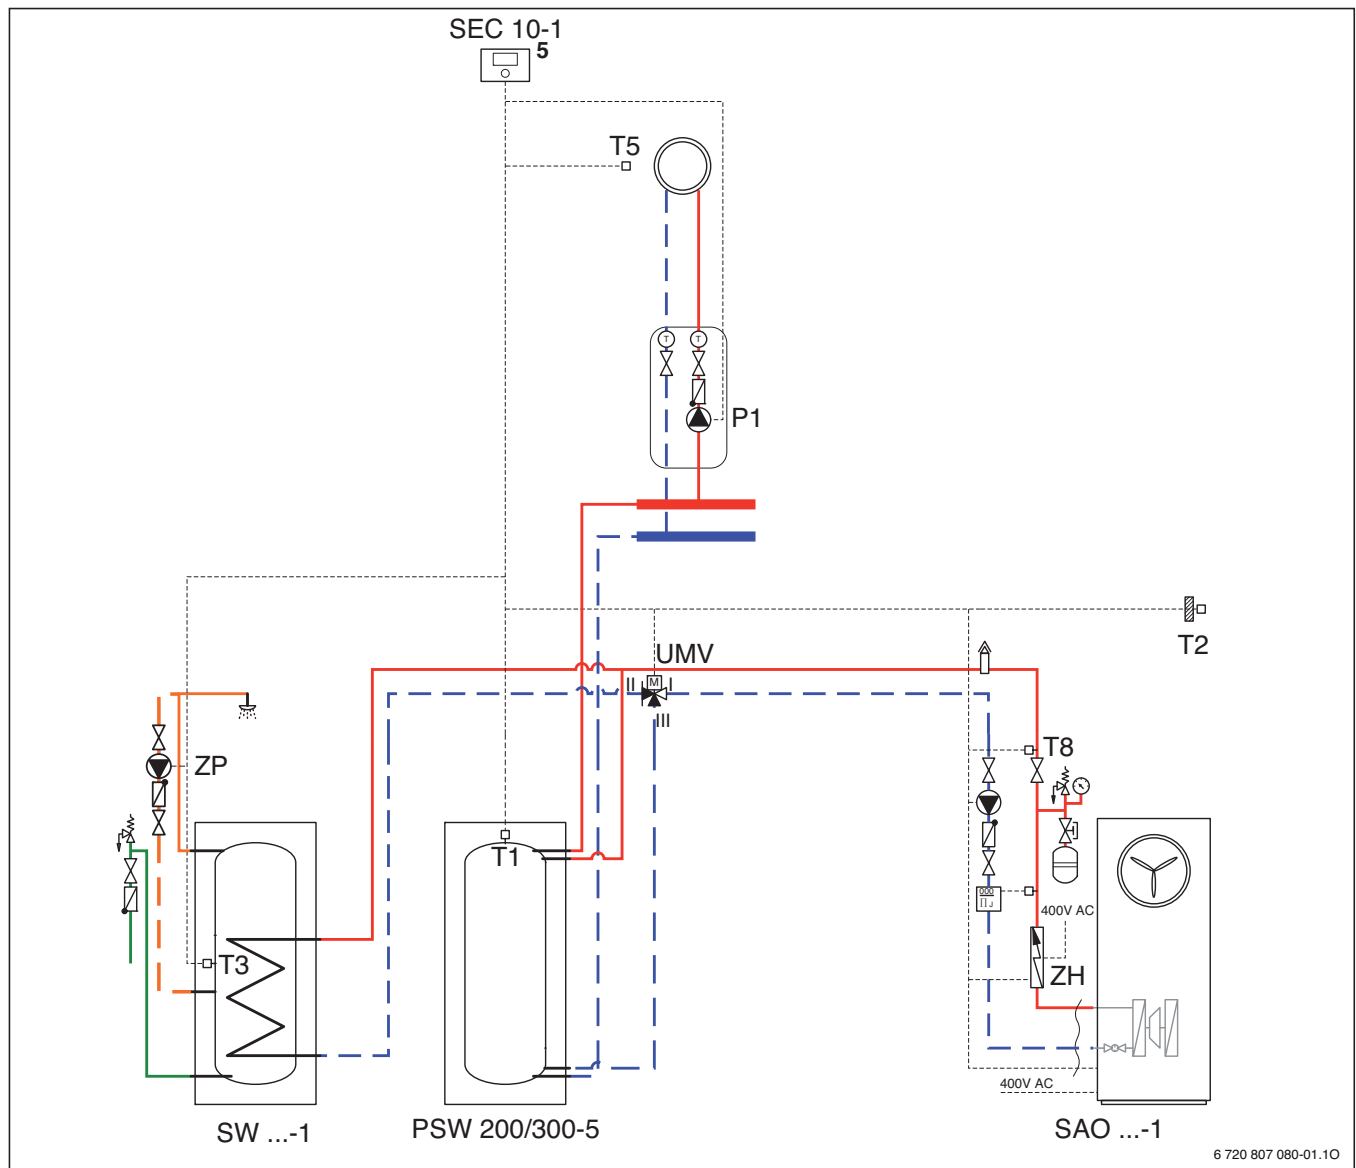 SEC 10-1
5
T5
T T
P1
UMV
T2
II M I
III
T8
ZP
T1
000
400V AC
T3
ZH
400V AC
SW ...-1
PSW 200/300-5
SAO ...-1
6 720 807 080-01.1O